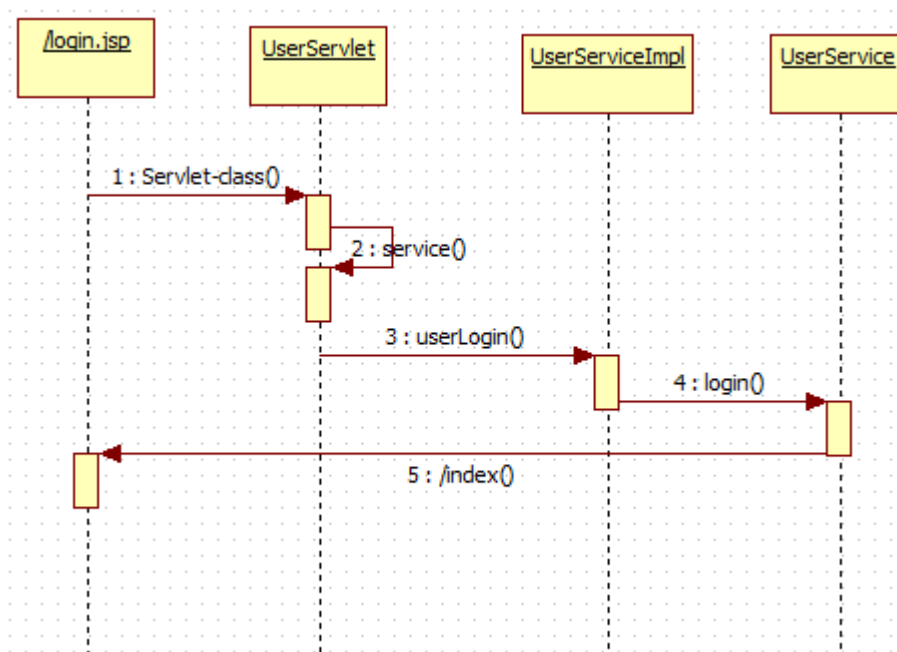 /login.jsp
UserServlet
UserServiceImpl
UserService
1 : Servlet-class()
2 : service()
3 : userLogin()
4 : login()
5 : /index()